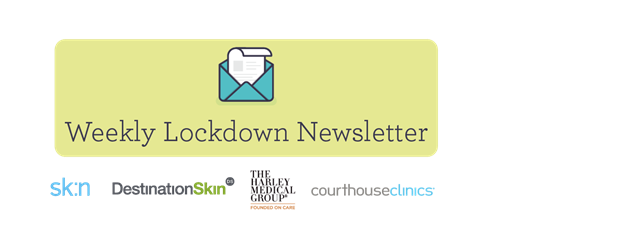 Weekly Lockdown Newsletter
sk:n
DestinationSkin
THE
HARLEY
MEDICAL
GROUP®
FOUNDED ON CARE
courthouseclinics